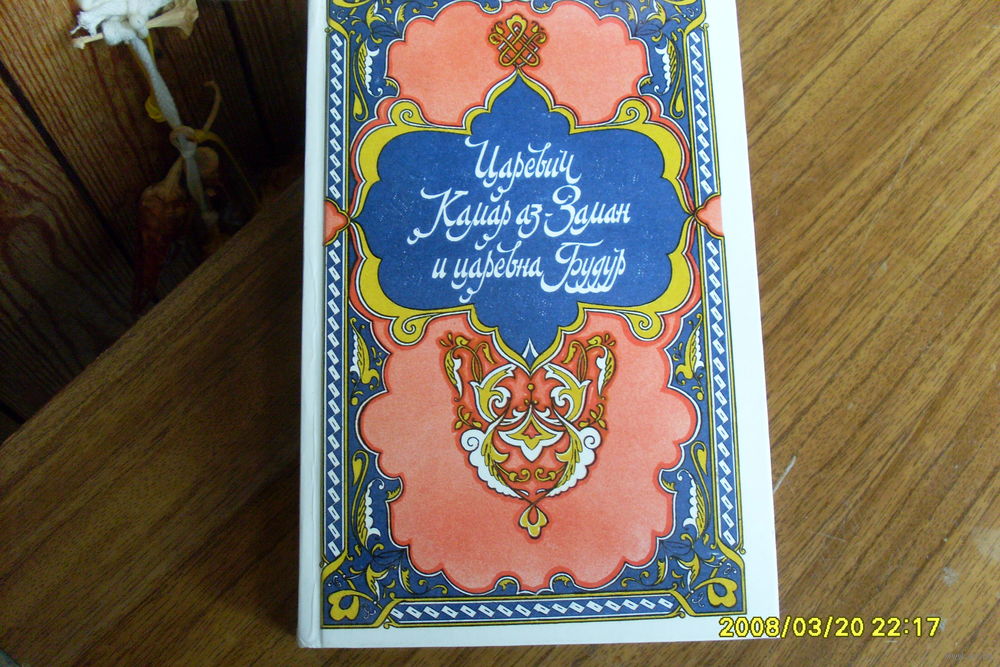 Царевич
Камар аз-Заман
и царевна Будур
2008/03/20 22:17